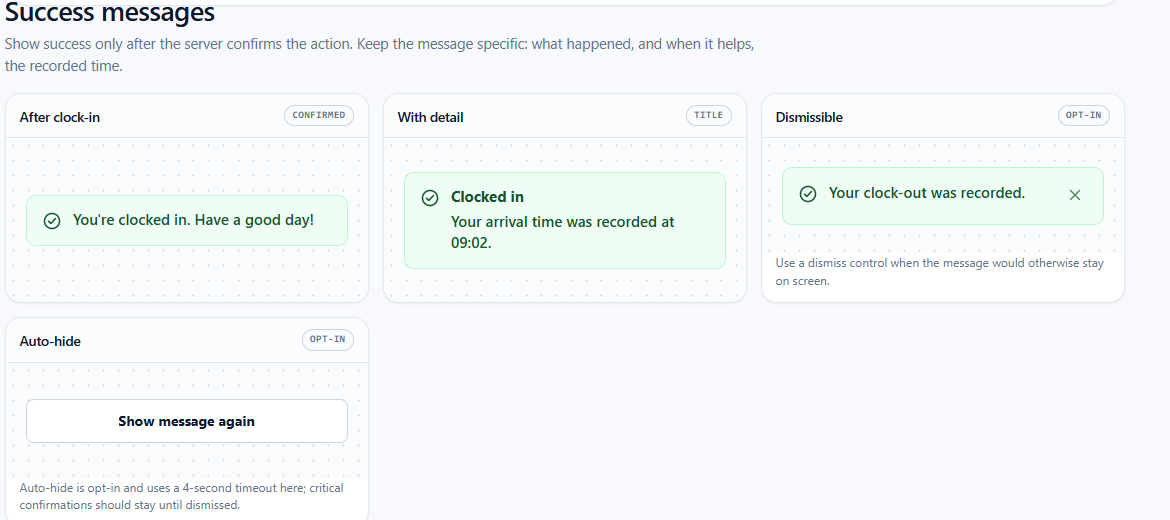 Success messages
Show success only after the server confirms the action. Keep the message specific: what happened, and when it helps,
the recorded time.
After clock-in
CONFIRMED
You're clocked in. Have a good day!
With detail
TITLE
Clocked in
Your arrival time was recorded at
09:02.
Dismissible
OPT-IN
Your clock-out was recorded.
Use a dismiss control when the message would otherwise stay
on screen.
Auto-hide
OPT-IN
Show message again
Auto-hide is opt-in and uses a 4-second timeout here; critical
confirmations should stay until dismissed.